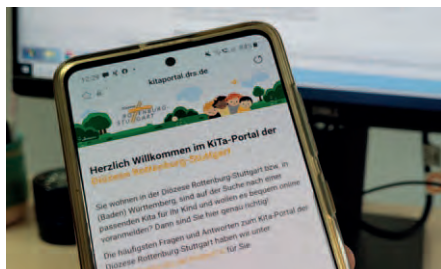 kitaportal.drs.de
ROTTENBURG-
STUTTGART
Herzlich Willkommen im KiTa-Portal der
Diözese Rottenburg-Stuttgart
Sie wohnen in der Diözese Rottenburg-Stuttgart bzw. in
(Baden) Württemberg, sind auf der Suche nach einer
passenden Kita für Ihr Kind und wollen es bequem online
voranmelden? Dann sind Sie hier genau richtig!
Die häufigsten Fragen und Antworten zum Kita-Portal der
Diözese Rottenburg-Stuttgart haben wir unter
für Sie